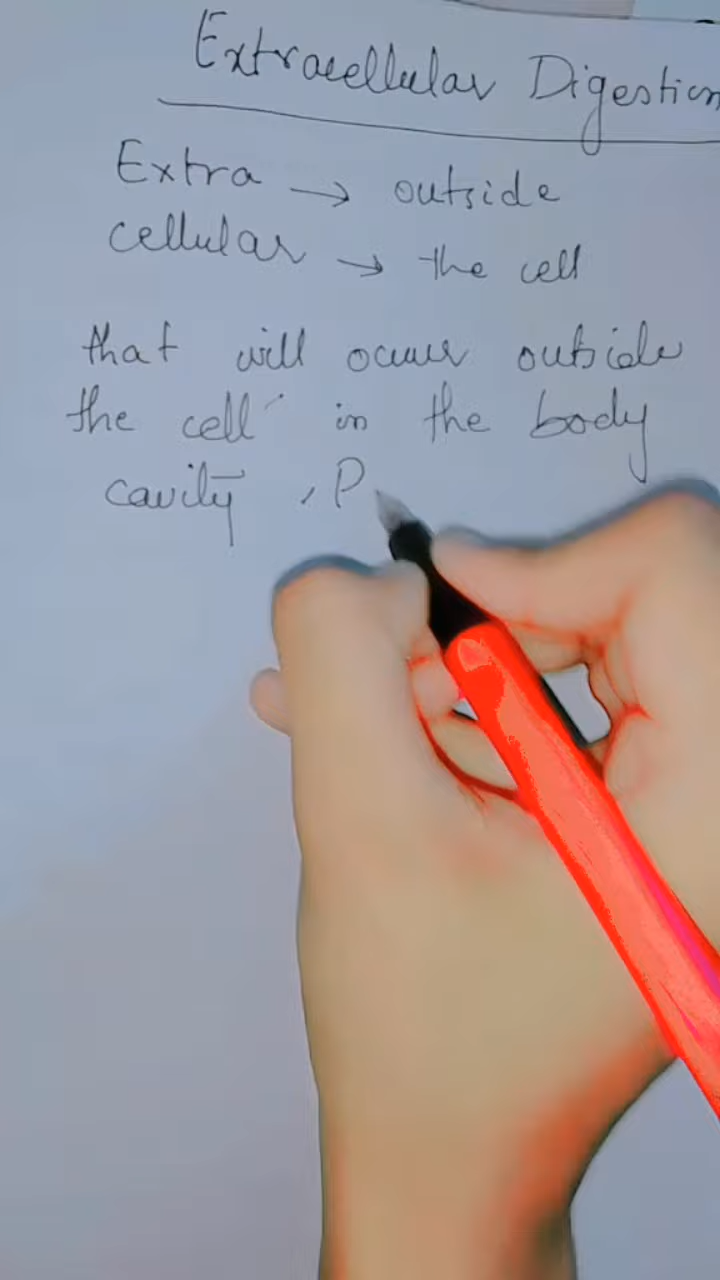 Extracellular Digestion
Extra → outside
cellular → the cell
that will occur outside
the cell in the body
cavity, P